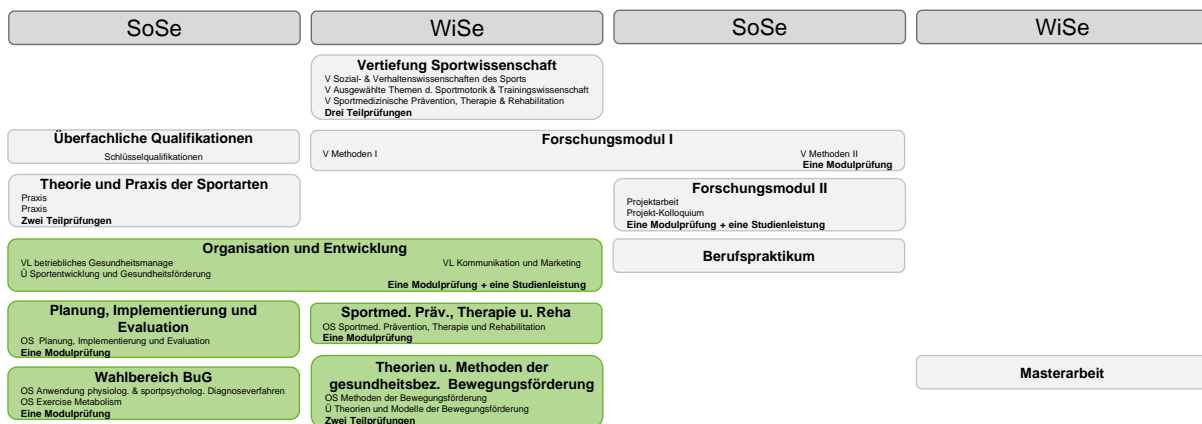 SoSe
WiSe
SoSe
WiSe
Vertiefung Sportwissenschaft
V Sozial- & Verhaltenswissenschaften des Sports
V Ausgewählte Themen d. Sportmotorik & Trainingswissenschaft
V Sportmedizinische Prävention, Therapie & Rehabilitation
Drei Teilprüfungen
Überfachliche Qualifikationen
Schlüsselqualifikationen
Forschungsmodul I
V Methoden I
V Methoden II
Eine Modulprüfung
Theorie und Praxis der Sportarten
Praxis
Praxis
Zwei Teilprüfungen
Forschungsmodul II
Projektarbeit
Projekt-Kolloquium
Eine Modulprüfung + eine Studienleistung
Organisation und Entwicklung
VL betriebliches Gesundheitsmanage
VL Kommunikation und Marketing
Ü Sportentwicklung und Gesundheitsförderung
Eine Modulprüfung + eine Studienleistung
Berufspraktikum
Planung, Implementierung und
Evaluation
OS Planung, Implementierung und Evaluation
Eine Modulprüfung
Sportmed. Präv., Therapie u. Reha
OS Sportmed. Prävention, Therapie und Rehabilitation
Eine Modulprüfung
Wahlbereich BuG
OS Anwendung physiolog. & sportpsycholog. Diagnoseverfahren
OS Exercise Metabolism
Eine Modulprüfung
Theorien u. Methoden der
gesundheitsbez. Bewegungsförderung
OS Methoden der Bewegungsförderung
Ü Theorien und Modelle der Bewegungsförderung
Zwei Teilprüfungen
Masterarbeit